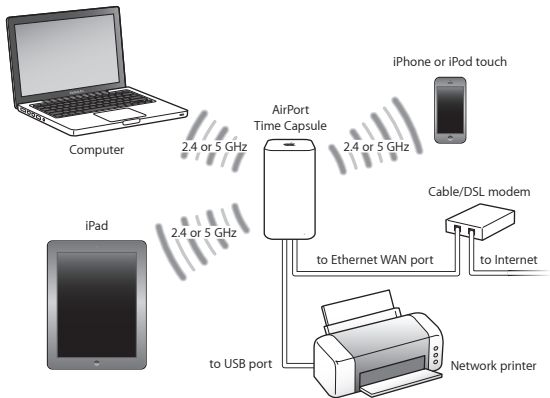 iPhone or iPod touch
AirPort
Time Capsule
2.4 or 5 GHz
2.4 or 5 GHz
Computer
Cable/DSL modem
iPad
2.4 or 5 GHz
to Ethernet WAN port
to Internet
to USB port
Network printer